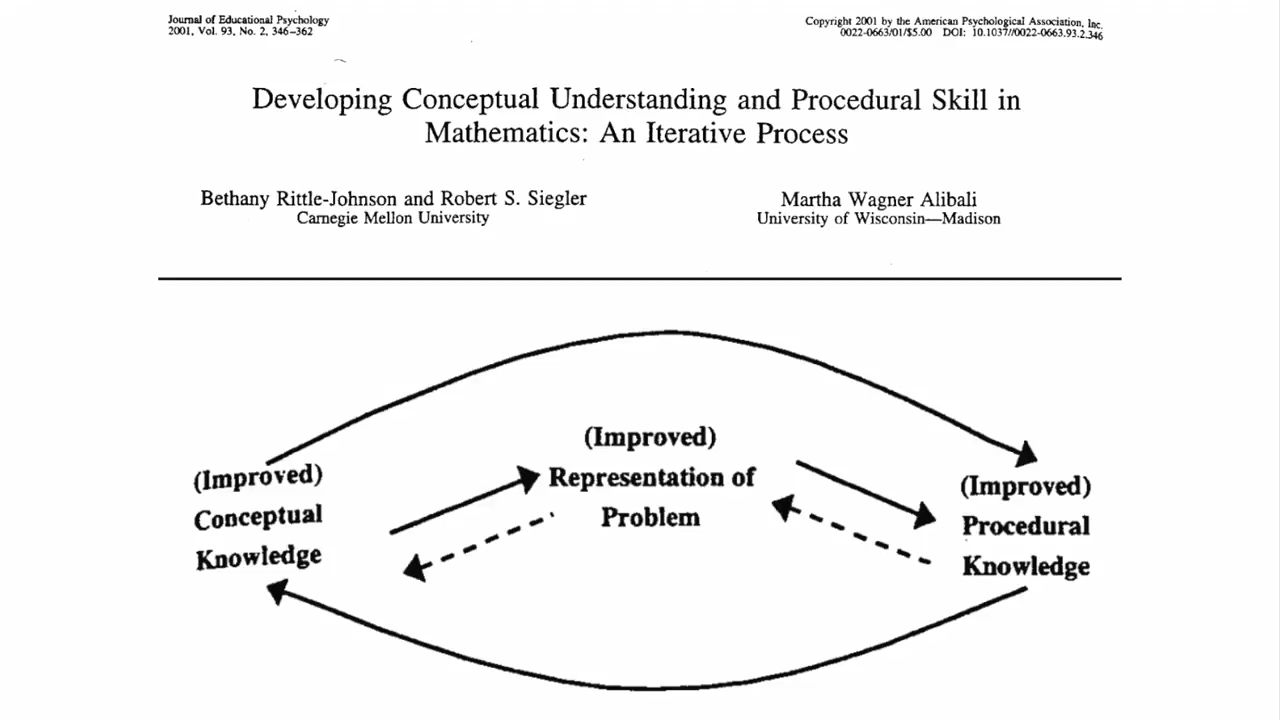 Journal of Educational Psychology
2001, Vol. 93, No. 2, 346-362
Copyright 2001 by the American Psychological Association, Inc.
0022-0663/01/$5.00 DOI: 10.1037//0022-0663.93.2.346
Developing Conceptual Understanding and Procedural Skill in
Mathematics: An Iterative Process
Bethany Rittle-Johnson and Robert S. Siegler
Carnegie Mellon University
Martha Wagner Alibali
University of Wisconsin—Madison
(Improved)
Conceptual
Knowledge
(Improved)
Representation of
Problem
(Improved)
Procedural
Knowledge